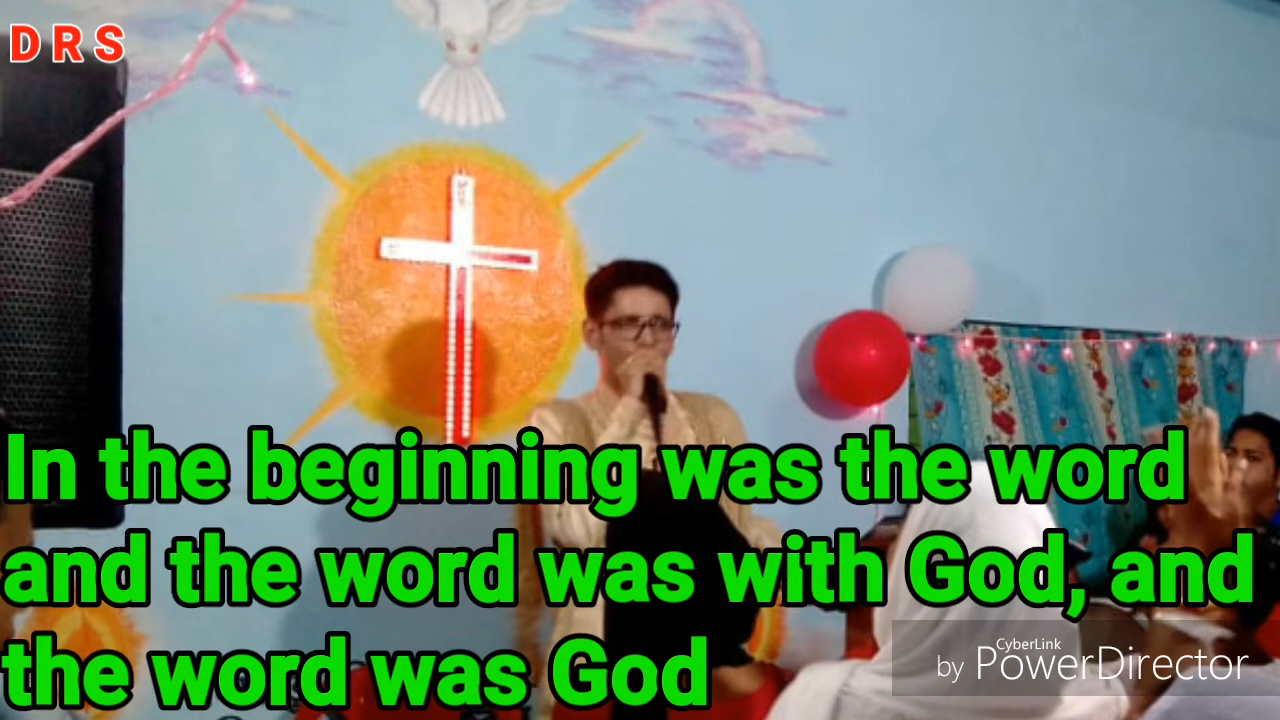 D R S
In the beginning was the word
and the word was with God, and
the word was God
CyberLink
by PowerDirector